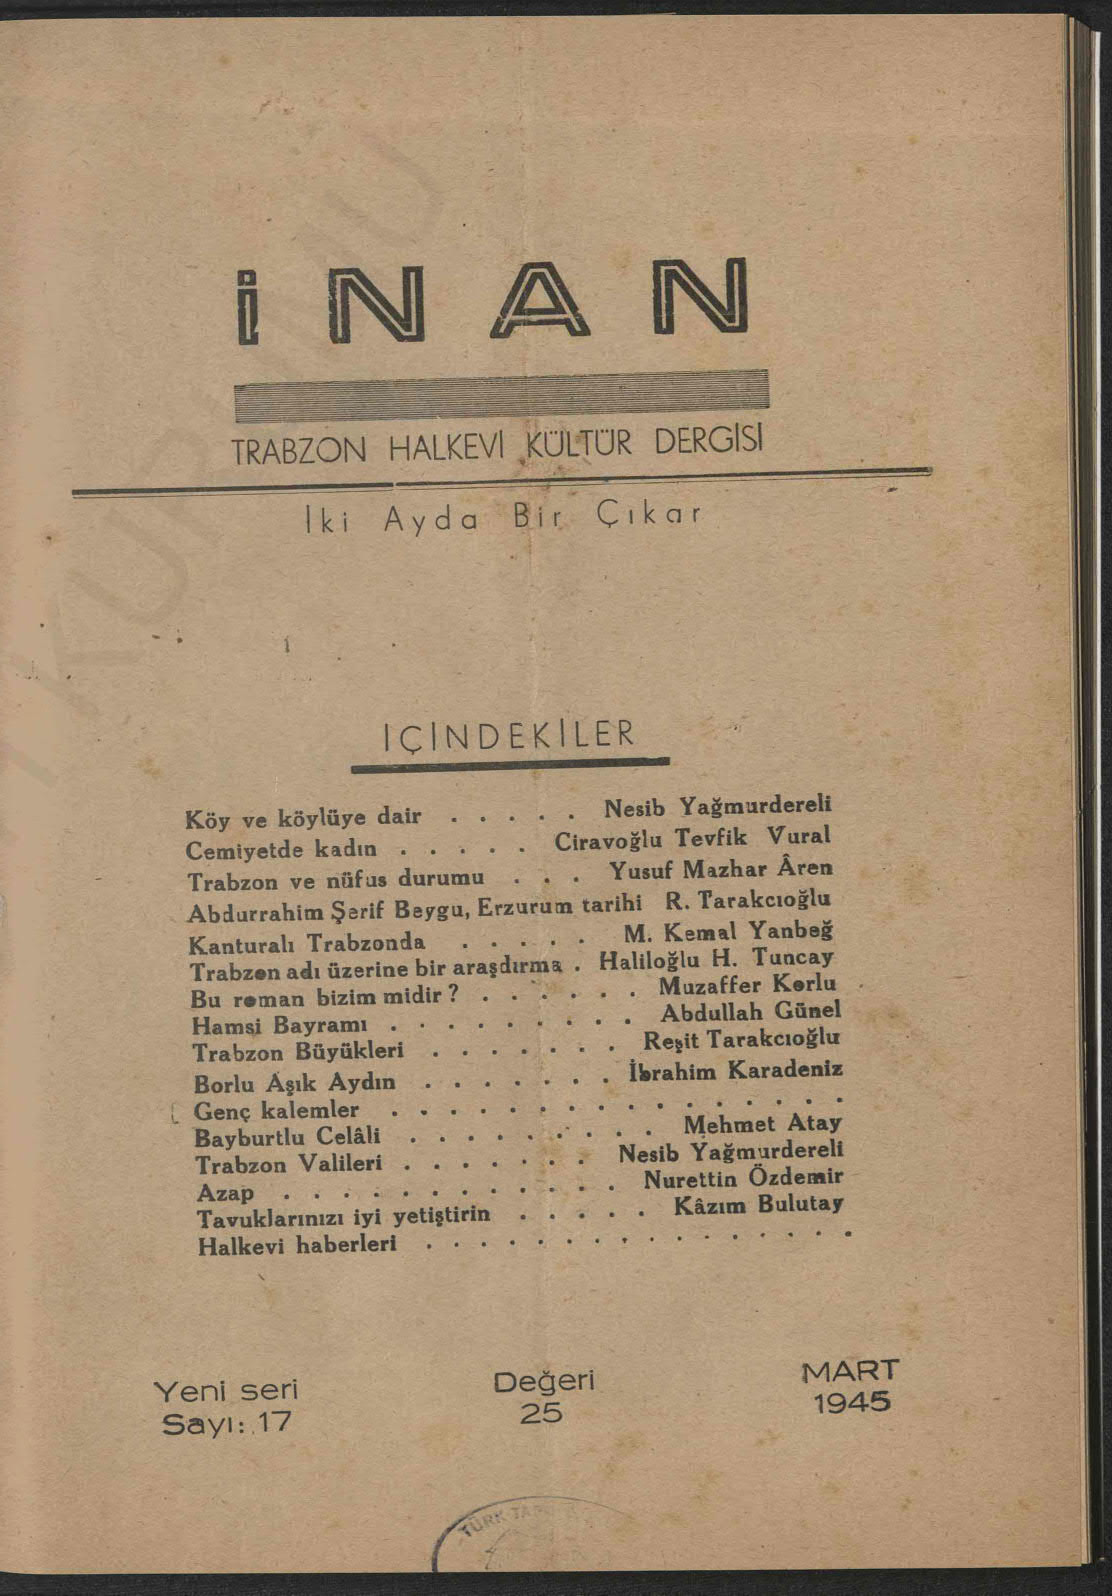 İNAN
TRABZON HALKEVİ KÜLTÜR DERGİSİ
İki Ayda Bir Çıkar
İÇİNDEKİLER
Köy ve köylüye dair . . . . . Nesib Yağmurdereli
Cemiyetde kadın . . . . . Ciravoğlu Tevfik Vural
Trabzon ve nüfus durumu . . . Yusuf Mazhar Âren
Abdurrahim Şerif Beygu, Erzurum tarihi R. Tarakcıoğlu
Kanturalı Trabzonda . . . . . M. Kemal Yanbeğ
Trabzon adı üzerine bir araşdırma . Haliloğlu H. Tuncay
Bu roman bizim midir ? . . . . . . Muzaffer Korlu
Hamsi Bayramı . . . . . . . . . Abdullah Günel
Trabzon Büyükleri . . . . . . . Reşit Tarakcıoğlu
Borlu Aşık Aydın . . . . . . . İbrahim Karadeniz
Genç kalemler . . . . . . . . . . . . . . . .
Bayburtlu Celâli . . . . . . . . . Mehmet Atay
Trabzon Valileri . . . . . . . Nesib Yağmurdereli
Azap . . . . . . . . . . . . Nurettin Özdemir
Tavuklarınızı iyi yetiştirin . . . . . Kâzım Bulutay
Halkevi haberleri . . . . . . . . . . . . . . . .
Yeni seri
Sayı: 17
Değeri
25
MART
1945
TÜRK